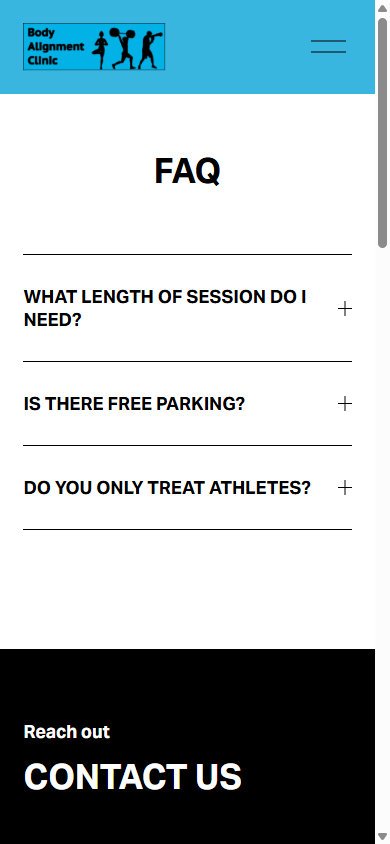 Body
Alignment
Clinic
FAQ
WHAT LENGTH OF SESSION DO I
NEED?
IS THERE FREE PARKING?
DO YOU ONLY TREAT ATHLETES?
Reach out
CONTACT US